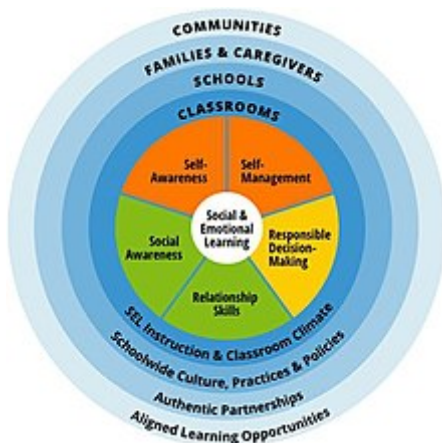 COMMUNITIES
FAMILIES & CAREGIVERS
SCHOOLS
CLASSROOMS
Self-
Awareness
Self-
Management
Social &
Emotional
Learning
Social
Awareness
Responsible
Decision-
Making
Relationship
Skills
SEL Instruction & Classroom Climate
Schoolwide Culture, Practices & Policies
Authentic Partnerships
Aligned Learning Opportunities